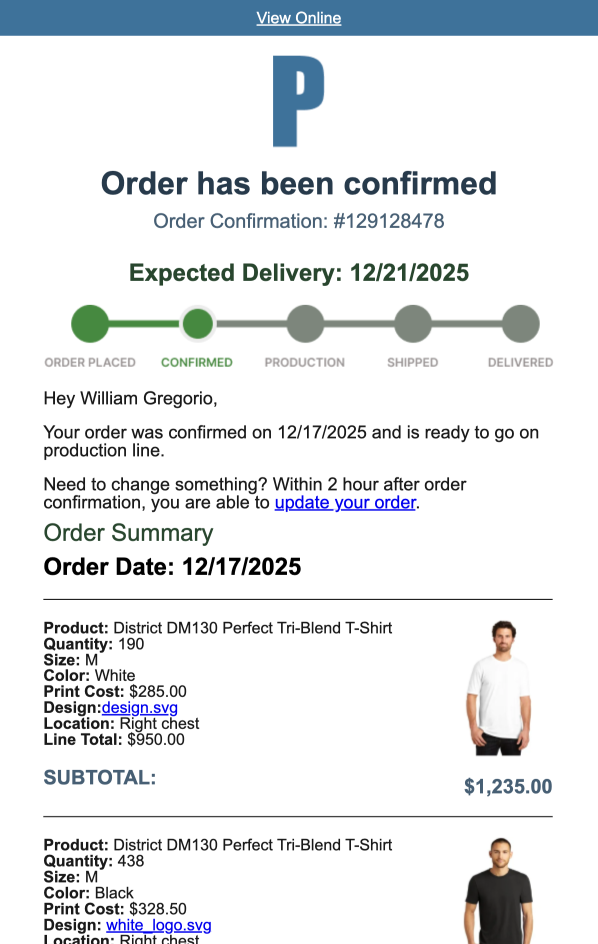 View Online
P
Order has been confirmed
Order Confirmation: #129128478
Expected Delivery: 12/21/2025
ORDER PLACED CONFIRMED PRODUCTION SHIPPED DELIVERED
Hey William Gregorio,
Your order was confirmed on 12/17/2025 and is ready to go on
production line.
Need to change something? Within 2 hour after order
confirmation, you are able to update your order.
Order Summary
Order Date: 12/17/2025
Product: District DM130 Perfect Tri-Blend T-Shirt
Quantity: 190
Size: M
Color: White
Print Cost: $285.00
Design:design.svg
Location: Right chest
Line Total: $950.00
SUBTOTAL:
$1,235.00
Product: District DM130 Perfect Tri-Blend T-Shirt
Quantity: 438
Size: M
Color: Black
Print Cost: $328.50
Design: white_logo.svg
Location: Right chest